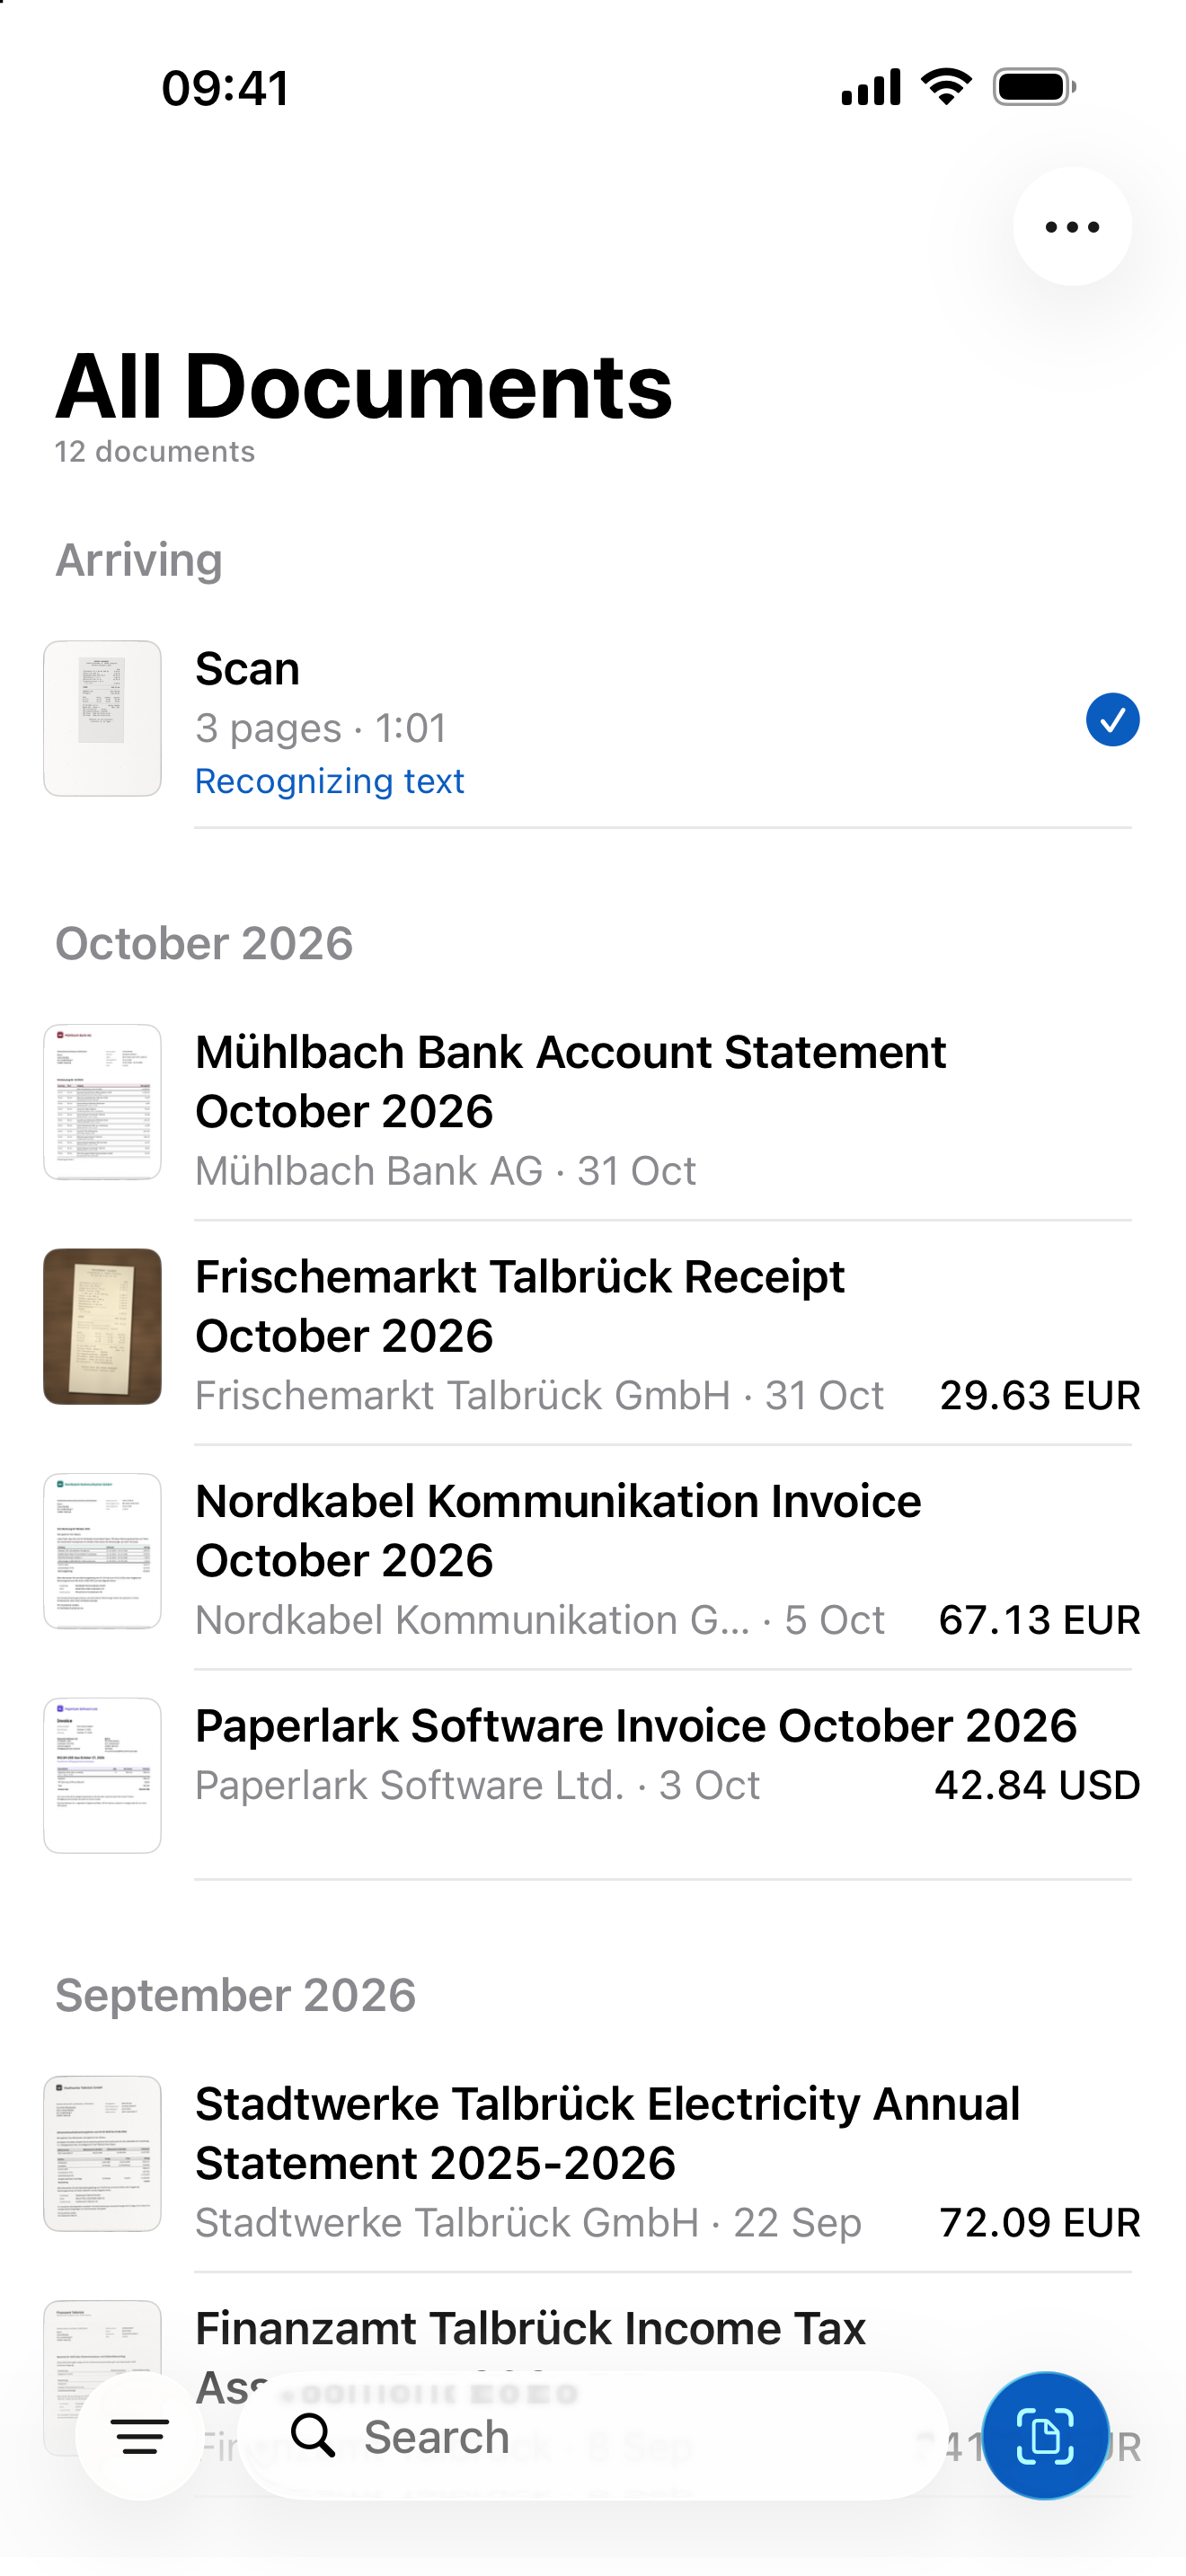 09:41
All Documents
12 documents
Arriving
Scan
3 pages · 1:01
Recognizing text
October 2026
Mühlbach Bank Account Statement
October 2026
Mühlbach Bank AG · 31 Oct
Frischemarkt Talbrück Receipt
October 2026
Frischemarkt Talbrück GmbH · 31 Oct 29.63 EUR
Nordkabel Kommunikation Invoice
October 2026
Nordkabel Kommunikation G... · 5 Oct 67.13 EUR
Paperlark Software Invoice October 2026
Paperlark Software Ltd. · 3 Oct 42.84 USD
September 2026
Stadtwerke Talbrück Electricity Annual
Statement 2025-2026
Stadtwerke Talbrück GmbH · 22 Sep 72.09 EUR
Finanzamt Talbrück Income Tax
8 Sep
Search